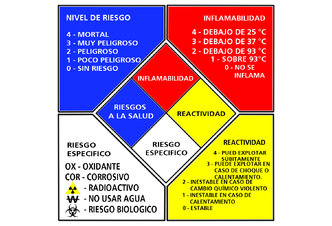 NIVEL DE RIESGO
4 - MORTAL
3 - MUY PELIGROSO
2 - PELIGROSO
1 - POCO PELIGROSO
0 - SIN RIESGO
INFLAMABILIDAD
4 - DEBAJO DE 25 °C
3 - DEBAJO DE 37 °C
2 - DEBAJO DE 93 °C
1 - SOBRE 93°C
0 - NO SE
INFLAMA
INFLAMABILIDAD
RIESGOS
A LA SALUD
REACTIVIDAD
RIESGO
ESPECIFICO
RIESGO
ESPECIFICO
OX - OXIDANTE
COR - CORROSIVO
- RADIOACTIVO
W - NO USAR AGUA
- RIESGO BIOLOGICO
REACTIVIDAD
4 - PUED EXPLOTAR
SÚBITAMENTE
3 - PUEDE EXPLOTAR EN
CASO DE CHOQUE O
CALENTAMIENTO.
2 - INESTABLE EN CASO DE
CAMBIO QUÍMICO VIOLENTO
1 - INESTABLE EN CASO DE
CALENTAMIENTO
0 - ESTABLE